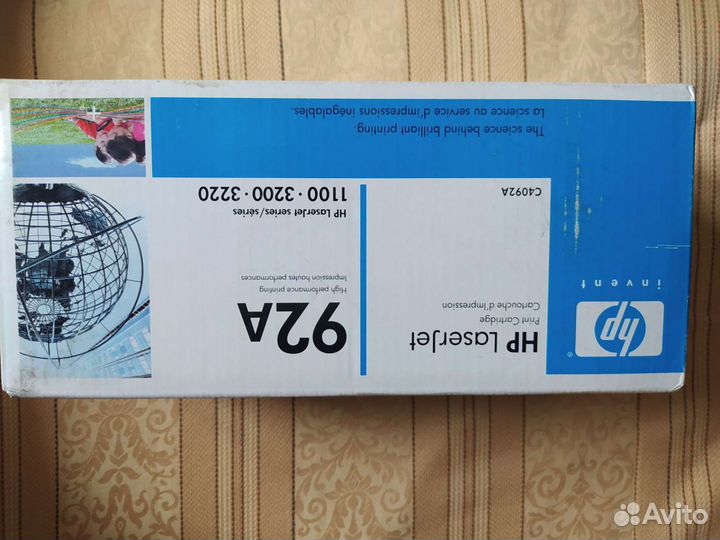 hp
®
invent
HP LaserJet
Print Cartridge
Cartouche d'impression
C4092A
92A
High performance printing
Impression hautes performances
HP LaserJet series/séries
1100 • 3200 • 3220
The science behind brilliant printing.
La science au service d'impressions inégalables.
Avito